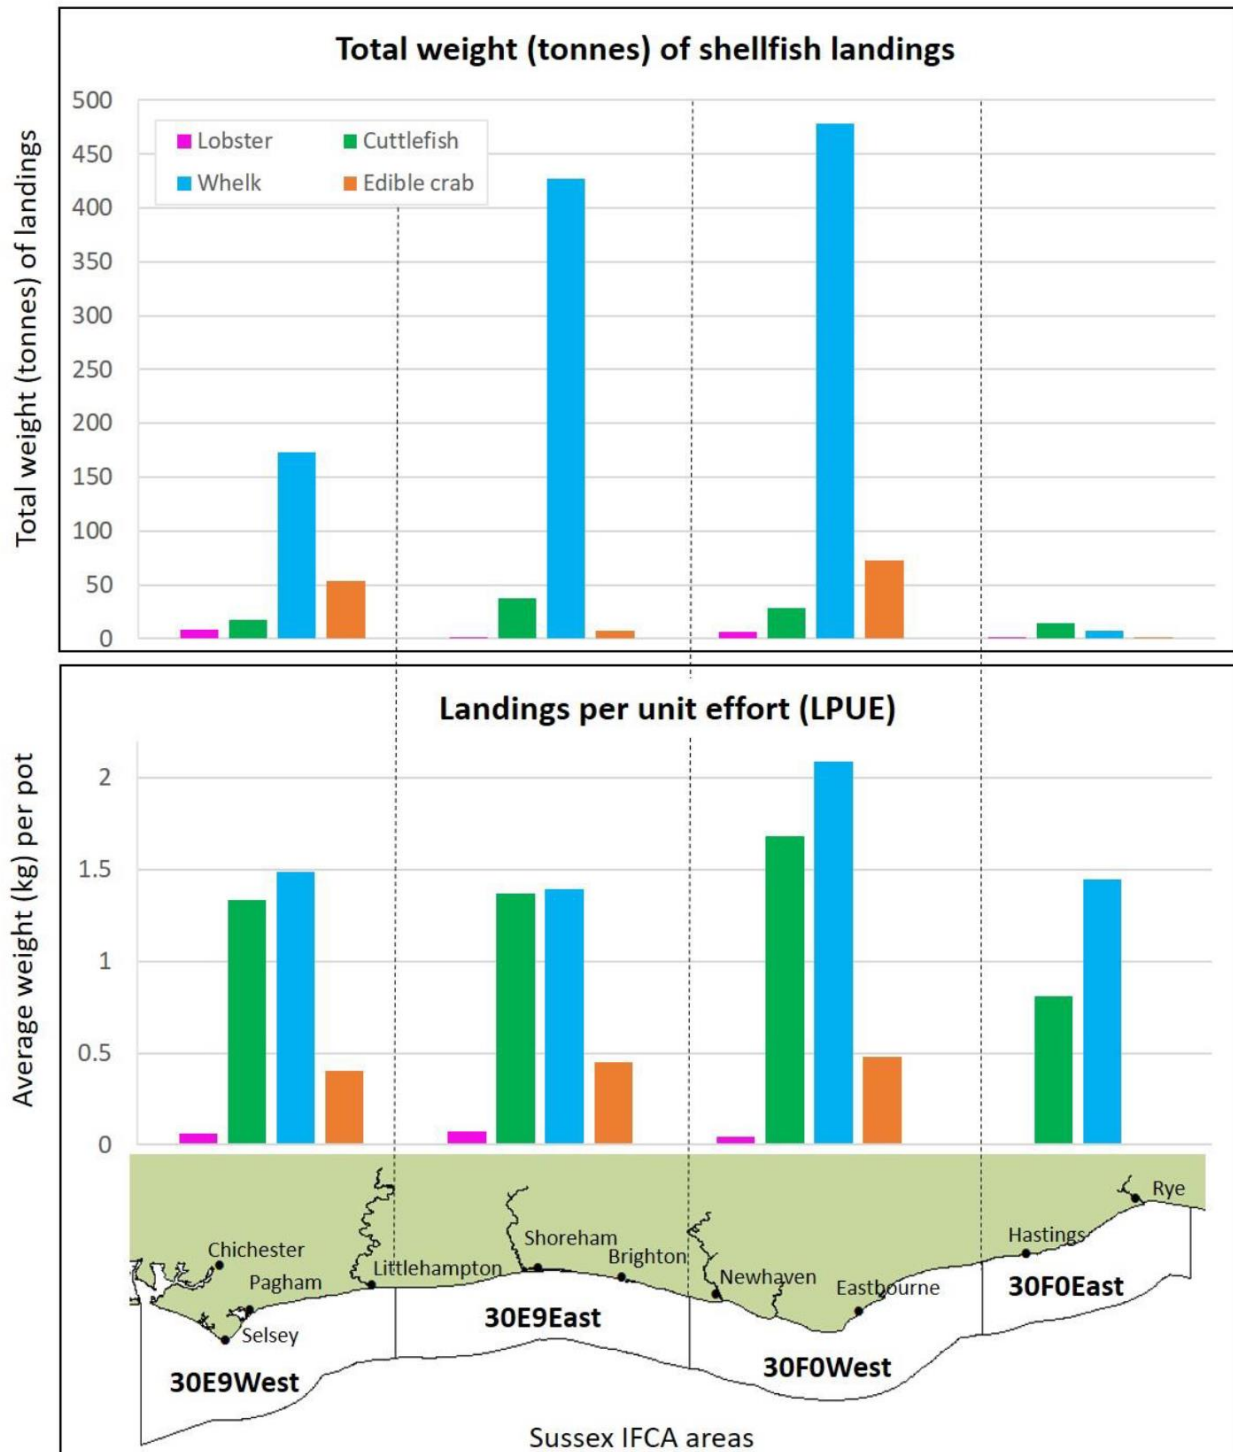 Total weight (tonnes) of shellfish landings
Total weight (tonnes) of landings
500
450
400
350
300
250
200
150
100
50
0
Lobster
Cuttlefish
Whelk
Edible crab
Landings per unit effort (LPUE)
Average weight (kg) per pot
2
1.5
1
0.5
0
Rye
Hastings
Shoreham
Chichester
Brighton
Littlehampton
Newhaven
Pagham
Eastbourne
30F0East
30E9East
Selsey
30F0West
30E9West
Sussex IFCA areas